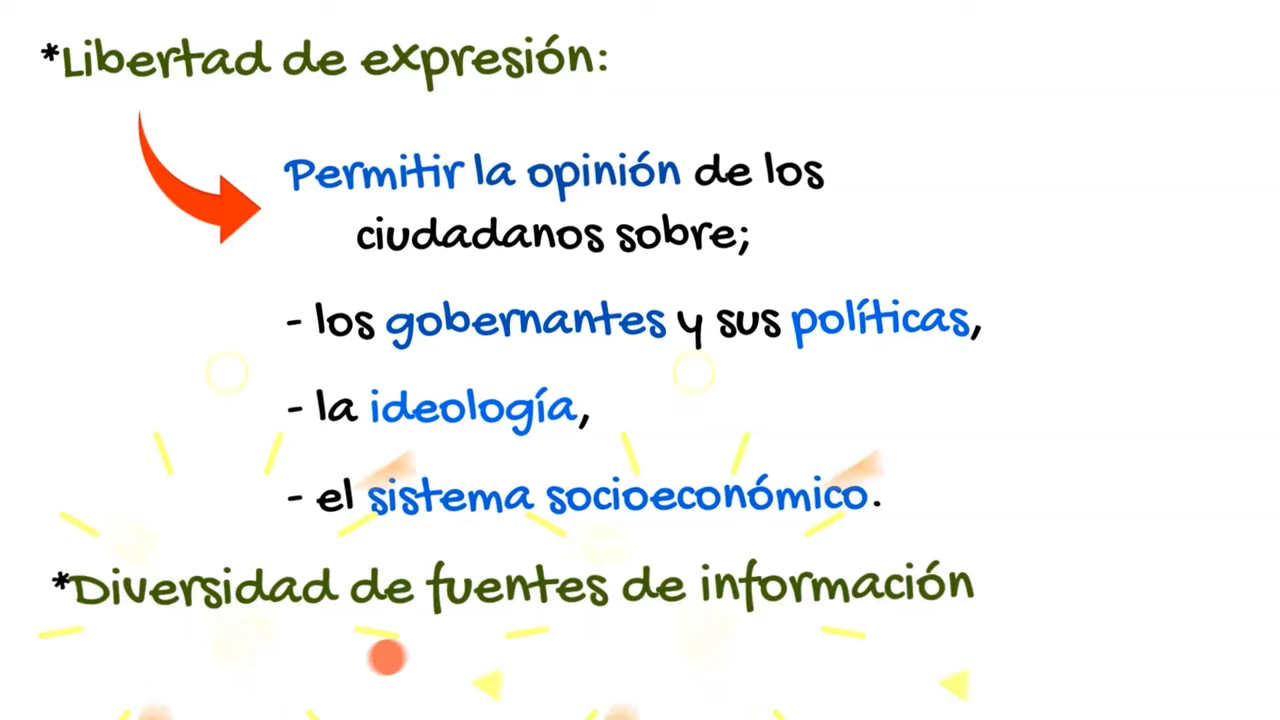 *Libertad de expresión:
Permitir la opinión de los
ciudadanos sobre;
- los gobernantes y sus políticas,
- la ideología,
- el sistema socioeconómico.
*Diversidad de fuentes de información